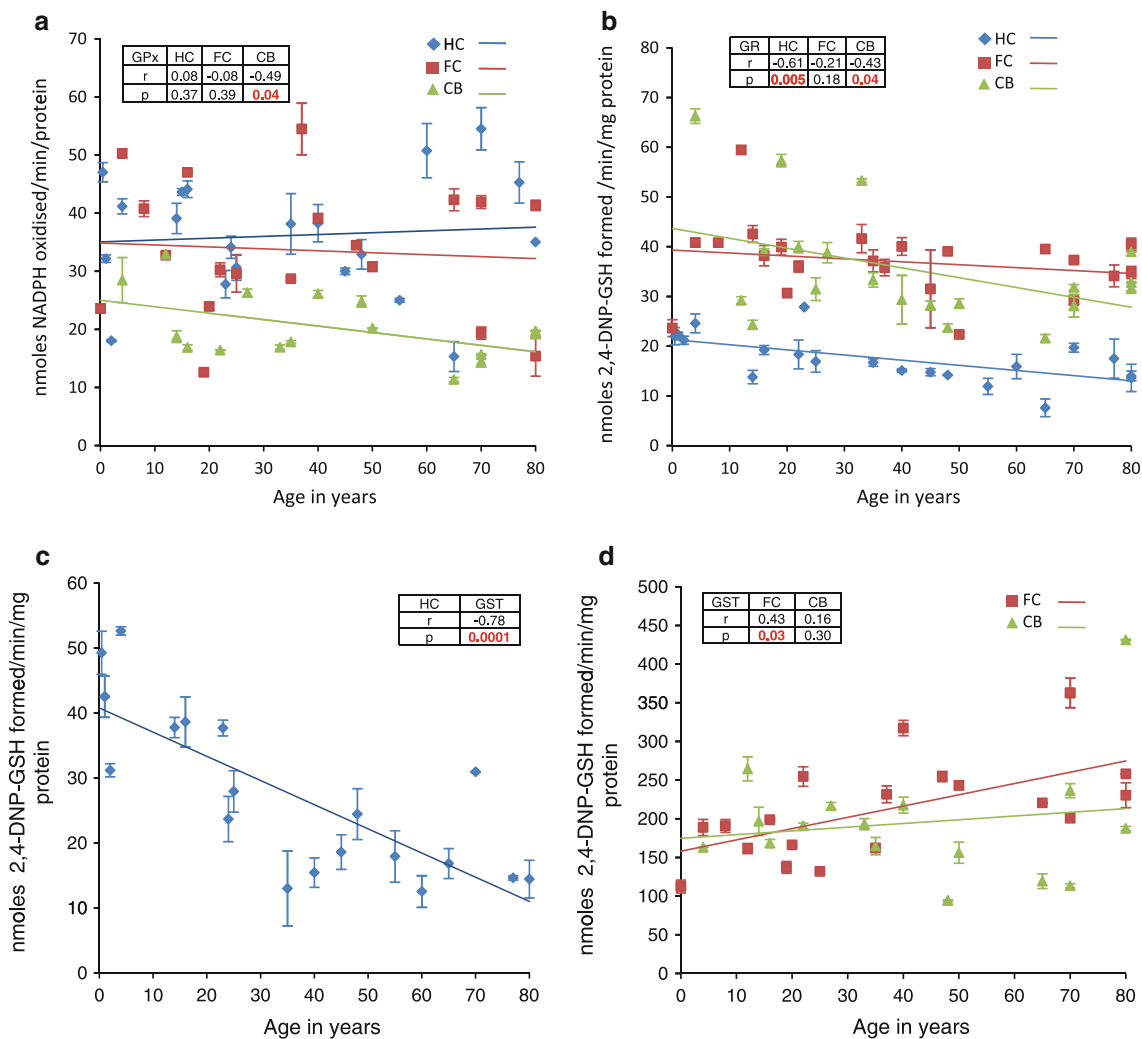 a
GPx HC FC CB
r 0.08 -0.08 -0.49
p 0.37 0.39 0.04
HC
FC
CB
nmoles NADPH oxidised/min/protein
70
60
50
40
30
20
10
0
0 10 20 30 40 50 60 70 80
Age in years
b
GR HC FC CB
r -0.61 -0.21 -0.43
p 0.005 0.18 0.04
HC
FC
CB
nmoles 2,4-DNP-GSH formed /min/mg protein
80
70
60
50
40
30
20
10
0
0 10 20 30 40 50 60 70 80
Age in years
c
HC GST
r -0.78
p 0.0001
nmoles 2,4-DNP-GSH formed/min/mg
protein
60
50
40
30
20
10
0
0 10 20 30 40 50 60 70 80
Age in years
d
GST FC CB
r 0.43 0.16
p 0.03 0.30
FC
CB
nmoles 2,4-DNP-GSH formed/min/mg
protein
500
450
400
350
300
250
200
150
100
50
0
0 10 20 30 40 50 60 70 80
Age in years